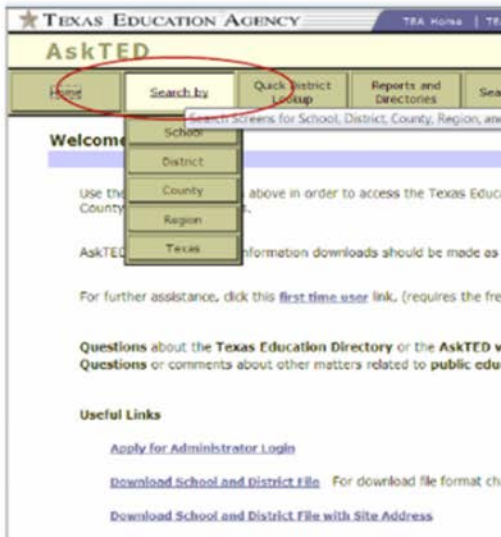 TEXAS EDUCATION AGENCY TEA Home
AskTED
Home Search by Quick District Lookup Reports and Directories Sea
Search Screens for School, District, County, Region, and
Welcome
School
District
County
Region
Texas
Use the above in order to access the Texas Educ
County
AskTED information downloads should be made as
For further assistance, click this first time user link, (requires the fre
Questions about the Texas Education Directory or the AskTED w
Questions or comments about other matters related to public edu
Useful Links
Apply for Administrator Login
Download School and District File For download file format ch
Download School and District File with Site Address